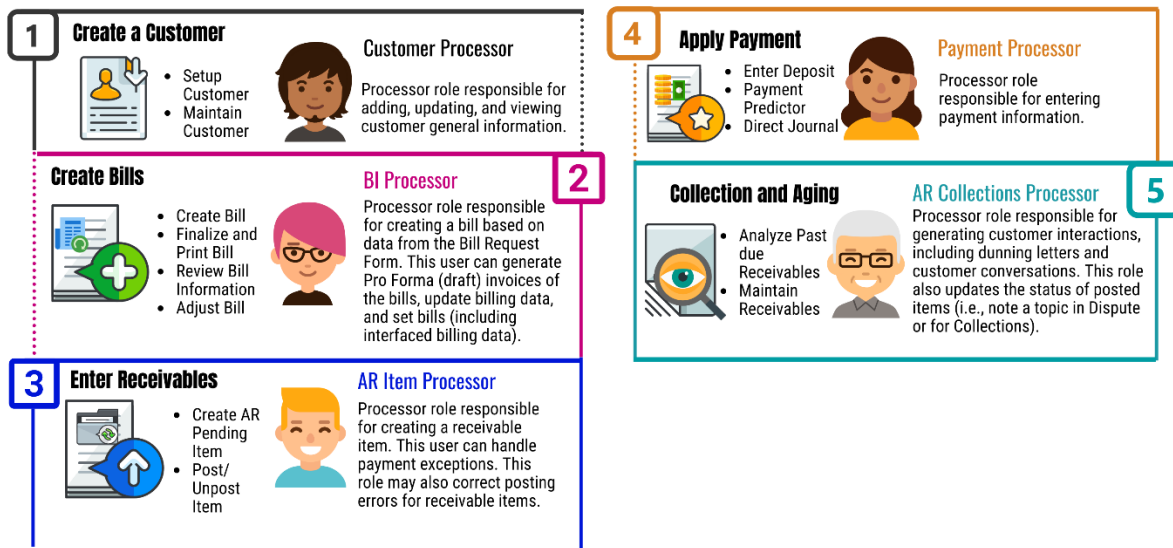 1
Create a Customer
• Setup
Customer
• Maintain
Customer
Customer Processor
Processor role responsible for
adding, updating, and viewing
customer general information.
2
Create Bills
• Create Bill
• Finalize and
Print Bill
• Review Bill
Information
• Adjust Bill
BI Processor
Processor role responsible
for creating a bill based on
data from the Bill Request
Form. This user can generate
Pro Forma (draft) invoices of
the bills, update billing data,
and set bills (including
interfaced billing data).
3
Enter Receivables
• Create AR
Pending
Item
• Post/
Unpost
Item
AR Item Processor
Processor role responsible
for creating a receivable
item. This user can handle
payment exceptions. This
role may also correct posting
errors for receivable items.
4
Apply Payment
• Enter Deposit
• Payment
Predictor
• Direct Journal
Payment Processor
Processor role
responsible for entering
payment information.
5
Collection and Aging
• Analyze Past
due
Receivables
• Maintain
Receivables
AR Collections Processor
Processor role responsible for
generating customer interactions,
including dunning letters and
customer conversations. This role
also updates the status of posted
items (i.e., note a topic in Dispute
or for Collections).